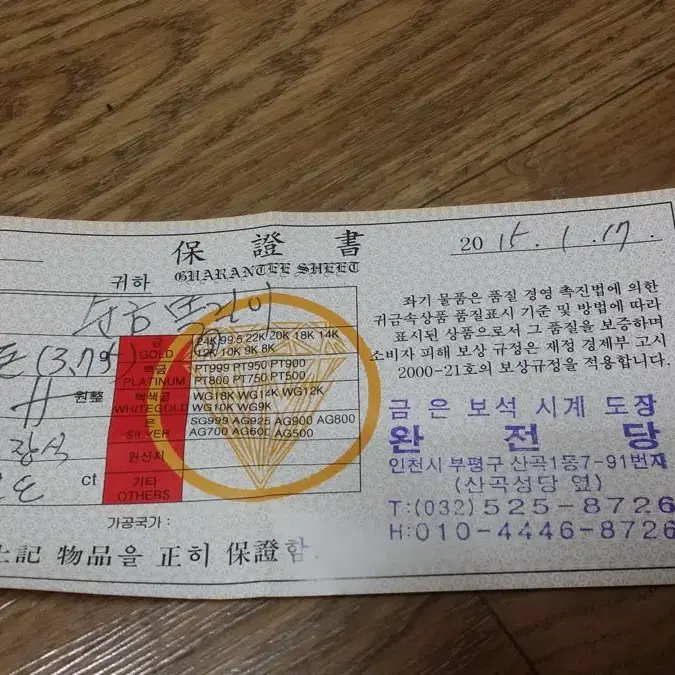 保 證 書
GUARANTEE SHEET
20 15. 1. 17.
귀하
순금 목걸이
돈 (3.75)
금 GOLD 24K 99.5 22K 20K 18K 14K 12K 10K 9K 8K
백금 PLATINUM PT999 PT950 PT900 PT800 PT750 PT500
원整
백색금 WHITEGOLD WG18K WG14K WG12K WG10K WG9K
은 SILVER SG999 AG925 AG900 AG800 AG700 AG600 AG500
장식
원산지
ct
기타 OTHERS
가공국가 :
上記 物品을 正히 保證함.
좌기 물품은 품질 경영 촉진법에 의한
귀금속상품 품질표시 기준 및 방법에 따라
표시된 상품으로서 그 품질을 보증하며
소비자 피해 보상 규정은 재정 경제부 고시
2000-21호의 보상규정을 적용합니다.
금 은 보석 시계 도장
완 전 당
인천시 부평구 산곡1동7-91번지
(산곡성당 옆)
T:(032) 525-8726
H:010-4446-8726